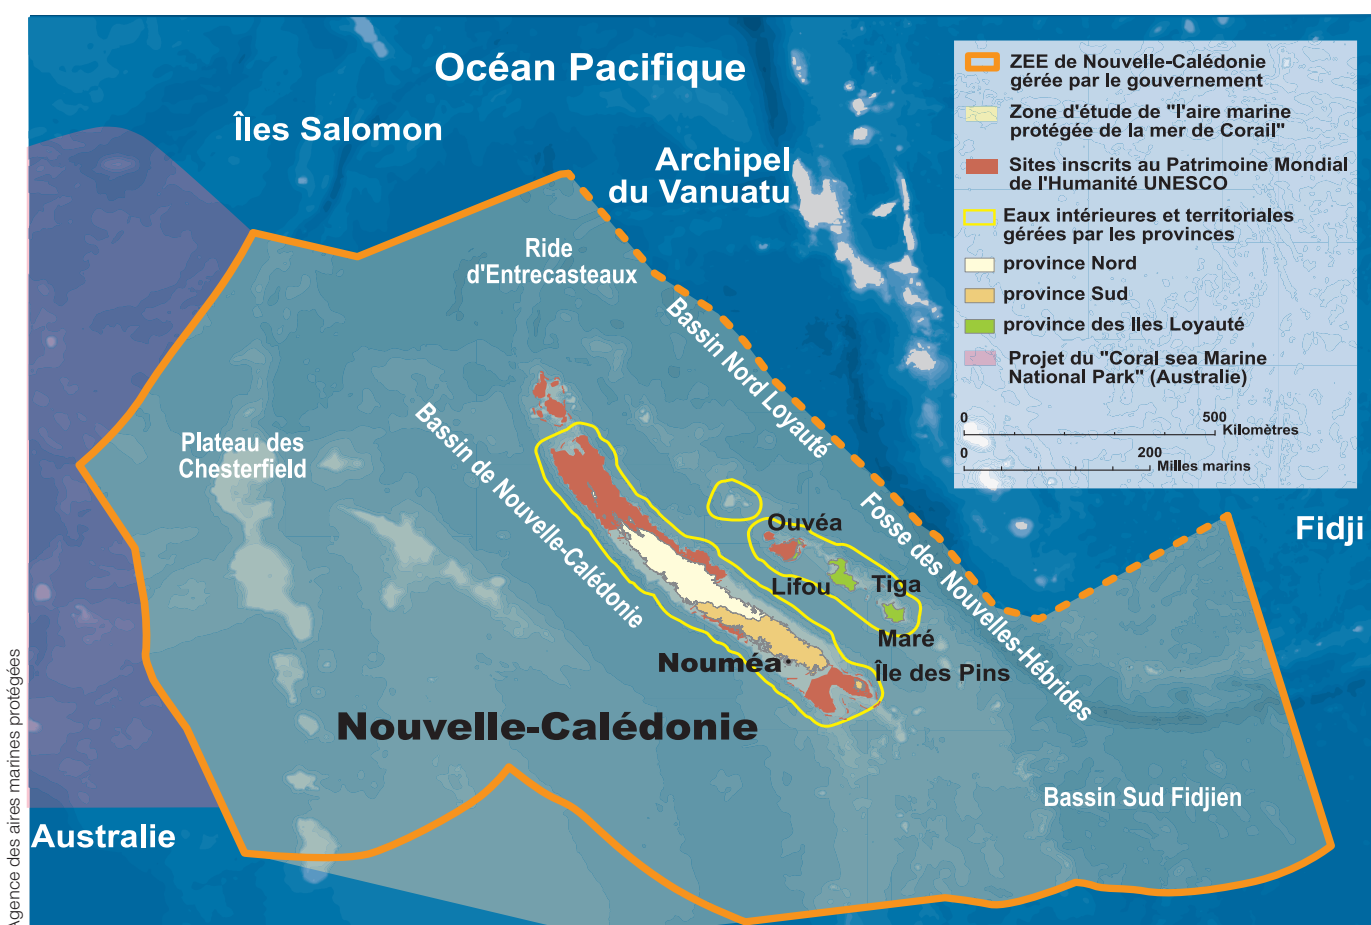 Océan Pacifique
Îles Salomon
Archipel
du Vanuatu
Ride
d'Entrecasteaux
Bassin Nord Loyauté
Plateau des
Chesterfield
Bassin de Nouvelle-Calédonie
Ouvéa
Lifou
Tiga
Maré
Fosse des Nouvelles-Hébrides
Fidji
Nouméa
Île des Pins
Nouvelle-Calédonie
Bassin Sud Fidjien
Australie
ZEE de Nouvelle-Calédonie
gérée par le gouvernement
Zone d'étude de "l'aire marine
protégée de la mer de Corail"
Sites inscrits au Patrimoine Mondial
de l'Humanité UNESCO
Eaux intérieures et territoriales
gérées par les provinces
province Nord
province Sud
province des Iles Loyauté
Projet du "Coral sea Marine
National Park" (Australie)
0 500
Kilomètres
0 200
Milles marins
Agence des aires marines protégées